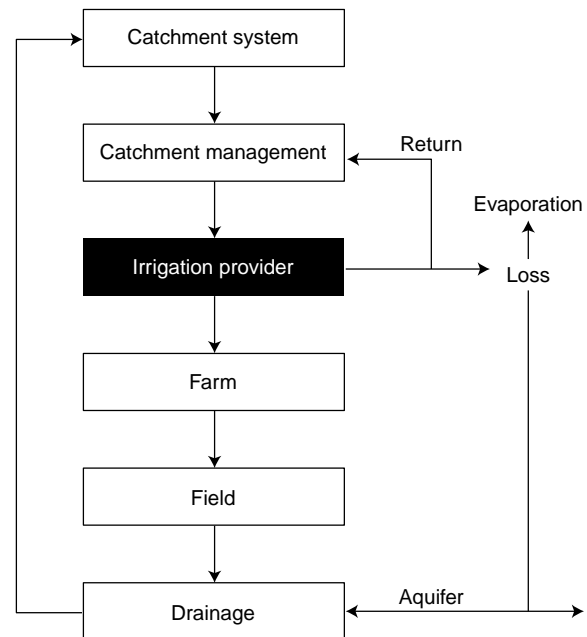 Catchment system
Catchment management
Return
Evaporation
Irrigation provider
Loss
Farm
Field
Aquifer
Drainage